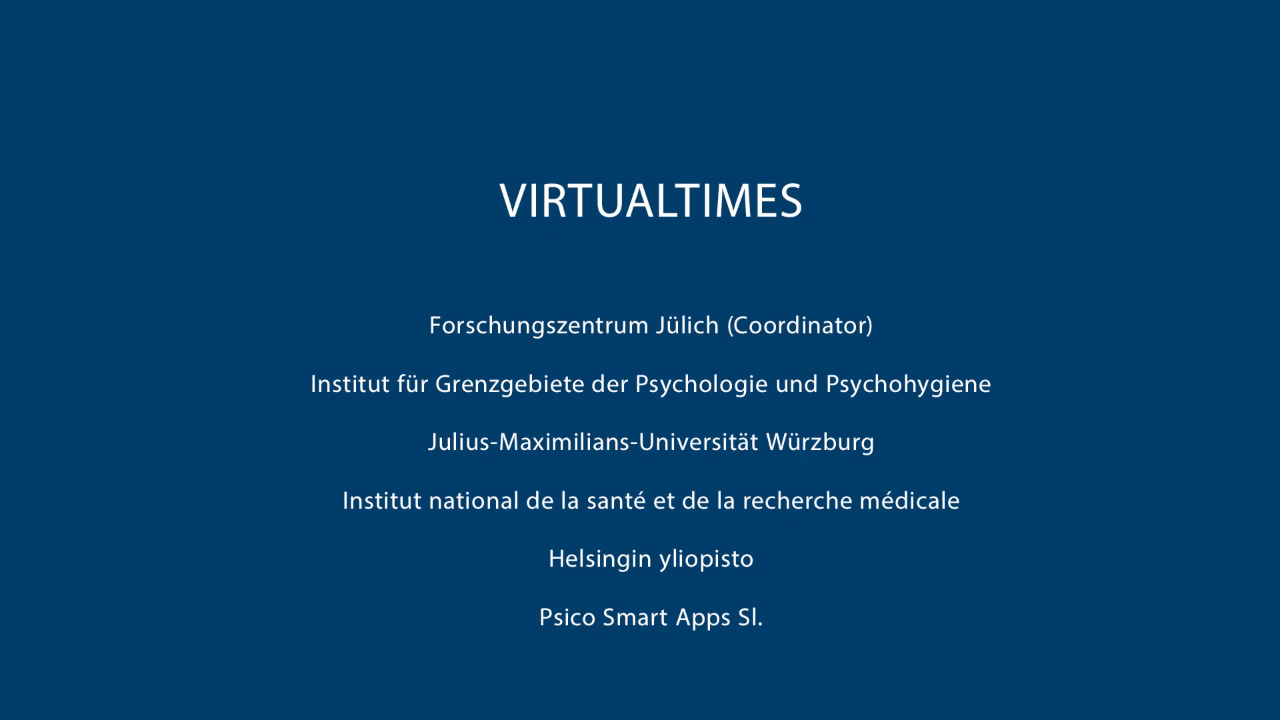 VIRTUALTIMES
Forschungszentrum Jülich (Coordinator)
Institut für Grenzgebiete der Psychologie und Psychohygiene
Julius-Maximilians-Universität Würzburg
Institut national de la santé et de la recherche médicale
Helsingin yliopisto
Psico Smart Apps Sl.